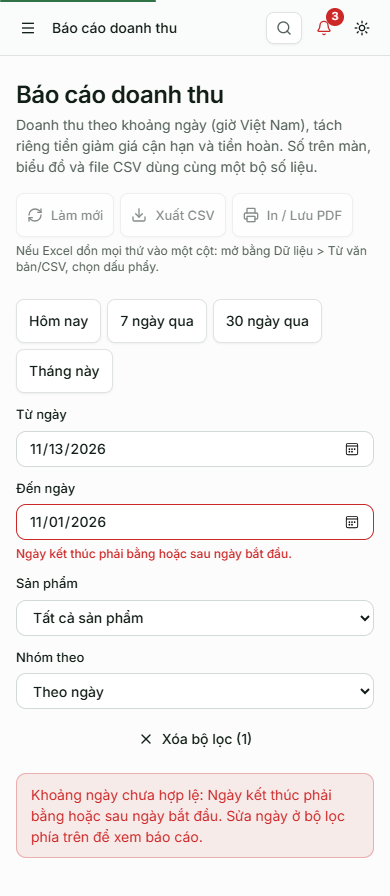 Báo cáo doanh thu
3
Báo cáo doanh thu
Doanh thu theo khoảng ngày (giờ Việt Nam), tách
riêng tiền giảm giá cận hạn và tiền hoàn. Số trên màn,
biểu đồ và file CSV dùng cùng một bộ số liệu.
Làm mới
Xuất CSV
In / Lưu PDF
Nếu Excel dồn mọi thứ vào một cột: mở bằng Dữ liệu > Từ văn
bản/CSV, chọn dấu phẩy.
Hôm nay
7 ngày qua
30 ngày qua
Tháng này
Từ ngày
11/13/2026
Đến ngày
11/01/2026
Ngày kết thúc phải bằng hoặc sau ngày bắt đầu.
Sản phẩm
Tất cả sản phẩm
Nhóm theo
Theo ngày
Xóa bộ lọc (1)
Khoảng ngày chưa hợp lệ: Ngày kết thúc phải
bằng hoặc sau ngày bắt đầu. Sửa ngày ở bộ lọc
phía trên để xem báo cáo.